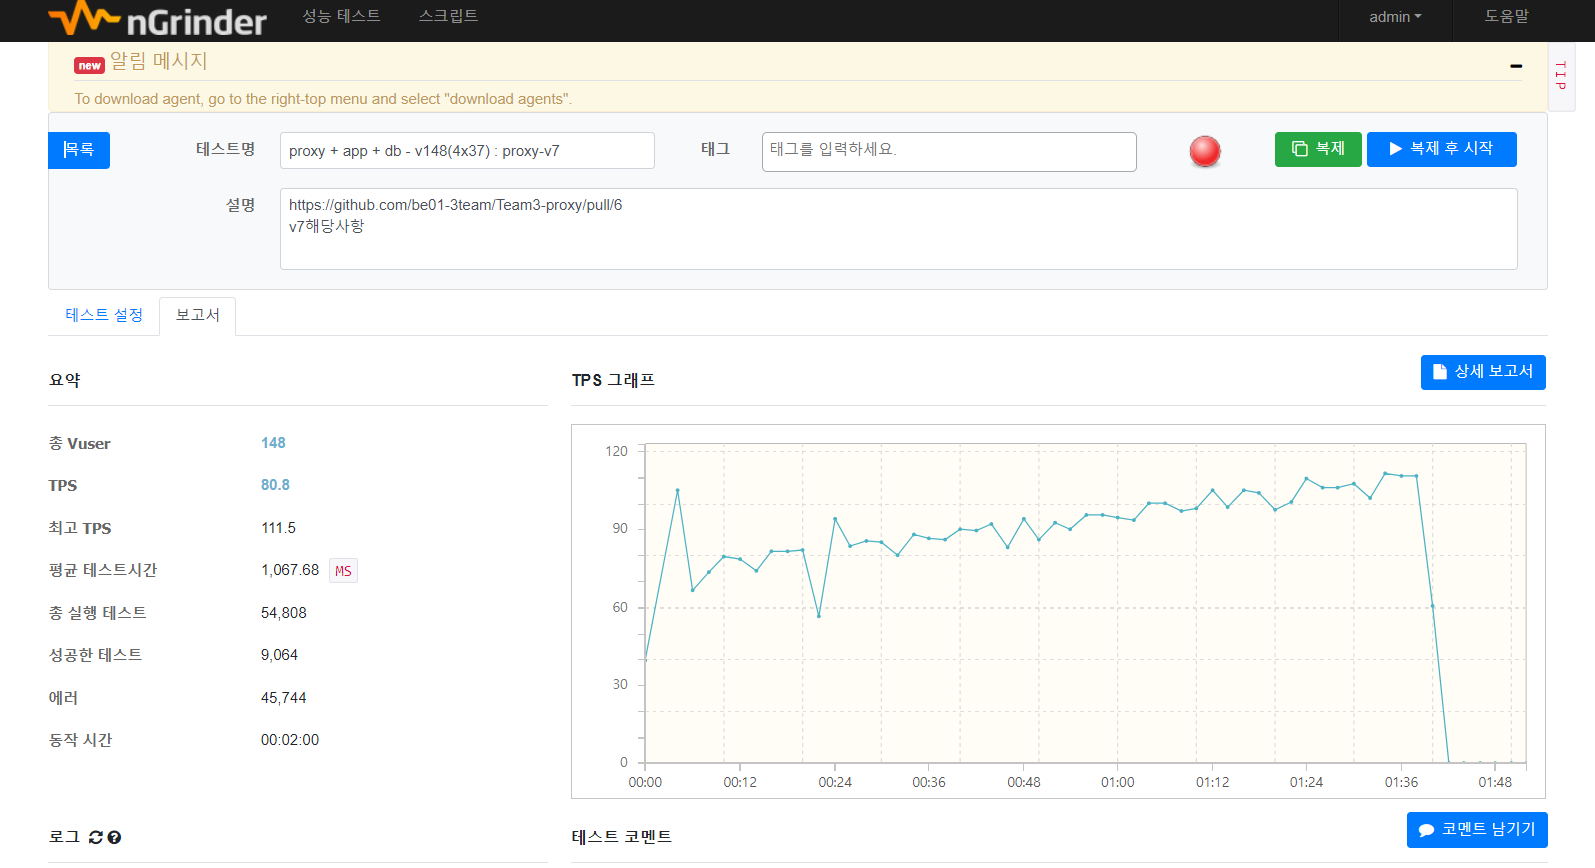 nGrinder 성능 테스트 스크립트 admin 도움말
new 알림 메시지
To download agent, go to the right-top menu and select "download agents".
TIP
목록 테스트명 proxy + app + db - v148(4x37) : proxy-v7 태그 태그를 입력하세요. 복제 복제 후 시작
설명 https://github.com/be01-3team/Team3-proxy/pull/6
v7해당사항
테스트 설정 보고서
요약
총 Vuser 148
TPS 80.8
최고 TPS 111.5
평균 테스트시간 1,067.68 MS
총 실행 테스트 54,808
성공한 테스트 9,064
에러 45,744
동작 시간 00:02:00
로그
TPS 그래프 상세 보고서
120
90
60
30
0
00:00 00:12 00:24 00:36 00:48 01:00 01:12 01:24 01:36 01:48
테스트 코멘트 코멘트 남기기